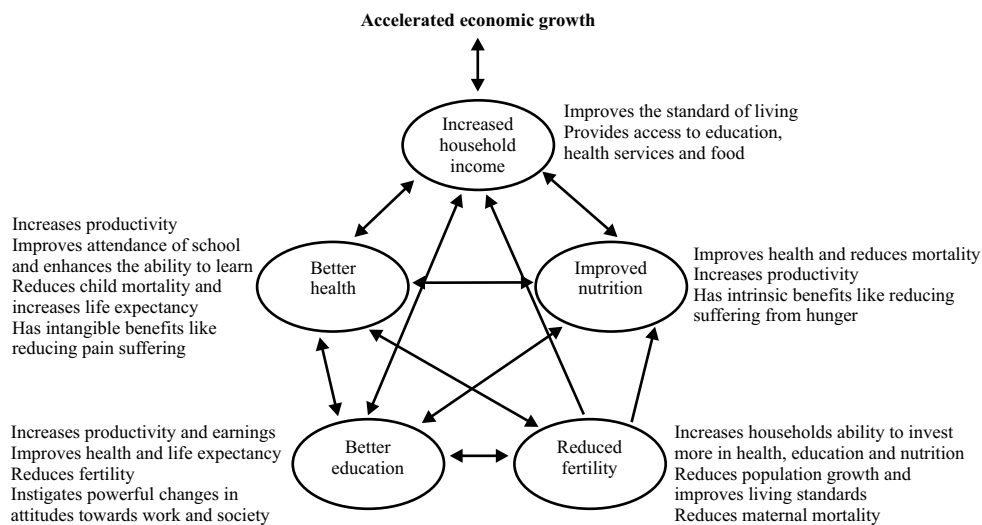 Accelerated economic growth
Increased
household
income
Improves the standard of living
Provides access to education,
health services and food
Increases productivity
Improves attendance of school
and enhances the ability to learn
Reduces child mortality and
increases life expectancy
Has intangible benefits like
reducing pain suffering
Better
health
Improved
nutrition
Improves health and reduces mortality
Increases productivity
Has intrinsic benefits like reducing
suffering from hunger
Increases productivity and earnings
Improves health and life expectancy
Reduces fertility
Instigates powerful changes in
attitudes towards work and society
Better
education
Reduced
fertility
Increases households ability to invest
more in health, education and nutrition
Reduces population growth and
improves living standards
Reduces maternal mortality